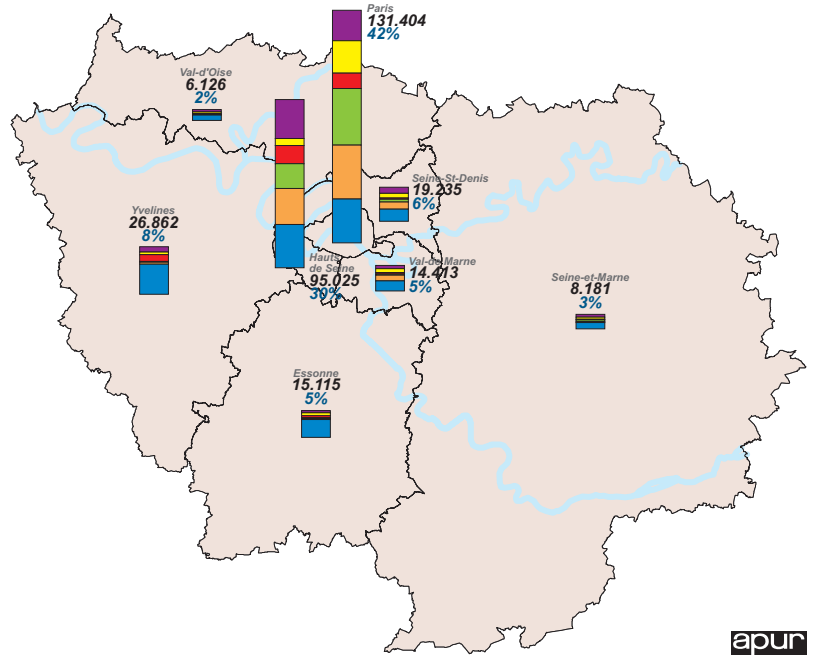 Paris
131.404
42%
Val-d'Oise
6.126
2%
Seine-St-Denis
19.235
6%
Yvelines
26.862
8%
Hauts
de Seine
95.025
30%
Val-de-Marne
14.413
5%
Seine-et-Marne
8.181
3%
Essonne
15.115
5%
apur